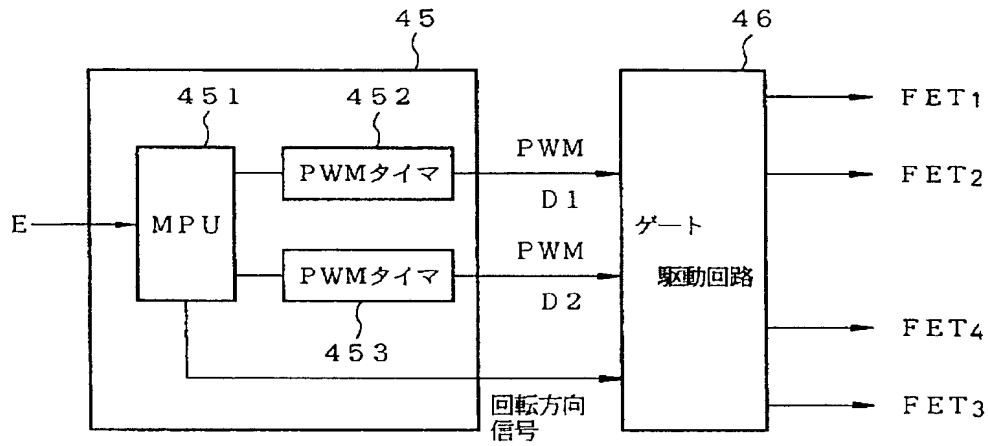 45
46
451
452
FET1
PWM
PWMタイマ
D1
FET2
E
MPU
ゲート
駆動回路
PWM
PWMタイマ
D2
453
FET4
回転方向
信号
FET3